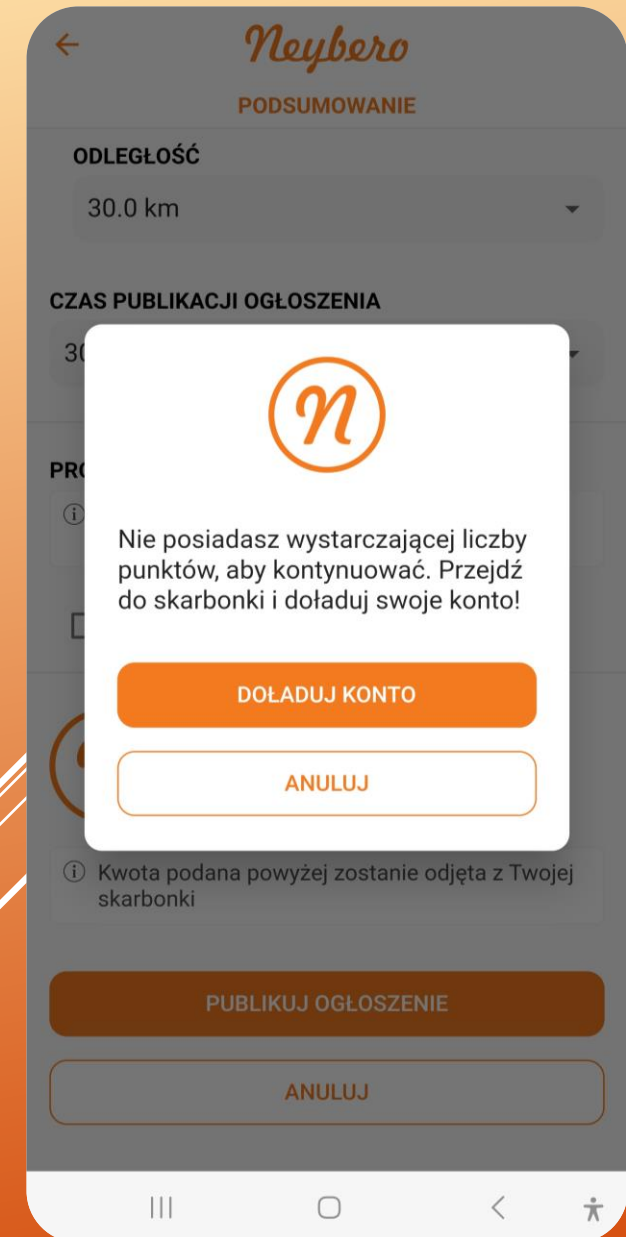 Neybero
PODSUMOWANIE
ODLEGŁOŚĆ
30.0 km
CZAS PUBLIKACJI OGŁOSZENIA
Nie posiadasz wystarczającej liczby
punktów, aby kontynuować. Przejdź
do skarbonki i doładuj swoje konto!
DOŁADUJ KONTO
ANULUJ
Kwota podana powyżej zostanie odjęta z Twojej
skarbonki
PUBLIKUJ OGŁOSZENIE
ANULUJ